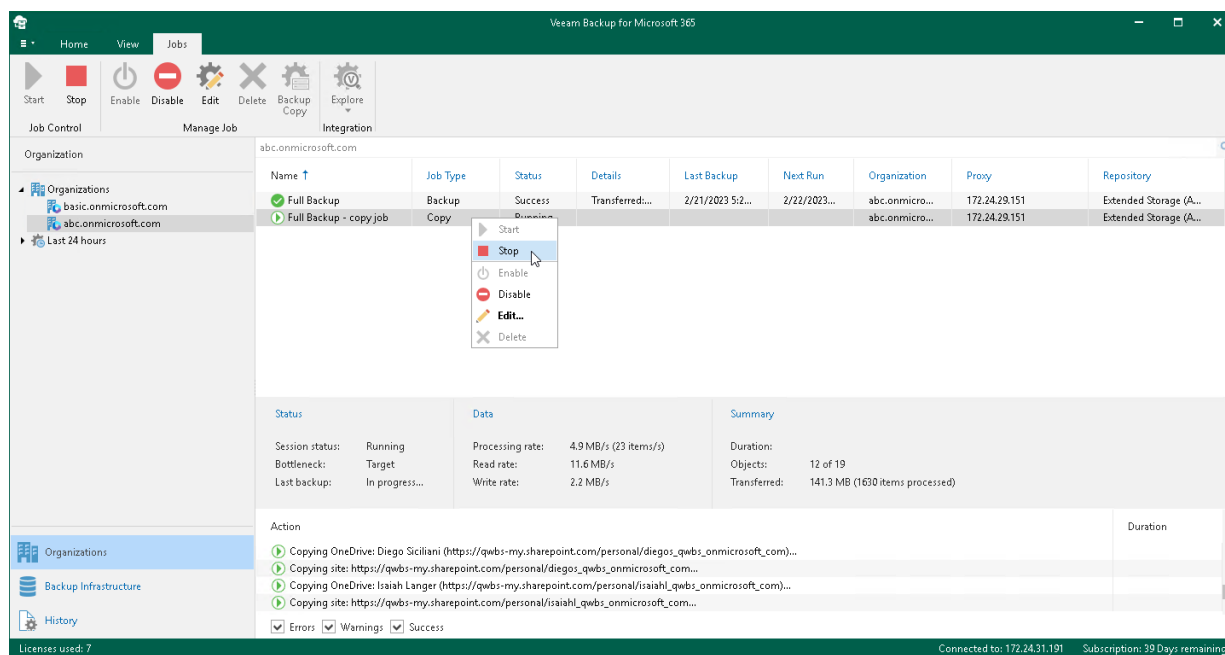 Veeam Backup for Microsoft 365
Home View Jobs
Start Stop Enable Disable Edit Delete Backup Copy Explore
Job Control Manage Job Integration
Organization
Organizations
basic.onmicrosoft.com
abc.onmicrosoft.com
Last 24 hours
abc.onmicrosoft.com
Name ↑ Job Type Status Details Last Backup Next Run Organization Proxy Repository
Full Backup Backup Success Transferred:... 2/21/2023 5:2... 2/22/2023... abc.onmicro... 172.24.29.151 Extended Storage (A...
Full Backup - copy job Copy Running abc.onmicro... 172.24.29.151 Extended Storage (A...
Start
Stop
Enable
Disable
Edit...
Delete
Status Data Summary
Session status: Running Processing rate: 4.9 MB/s (23 items/s) Duration:
Bottleneck: Target Read rate: 11.6 MB/s Objects: 12 of 19
Last backup: In progress... Write rate: 2.2 MB/s Transferred: 141.3 MB (1630 items processed)
Action Duration
Copying OneDrive: Diego Siciliani (https://qwbs-my.sharepoint.com/personal/diegos_qwbs_onmicrosoft_com)...
Copying site: https://qwbs-my.sharepoint.com/personal/diegos_qwbs_onmicrosoft_com...
Copying OneDrive: Isaiah Langer (https://qwbs-my.sharepoint.com/personal/isaiahl_qwbs_onmicrosoft_com)...
Copying site: https://qwbs-my.sharepoint.com/personal/isaiahl_qwbs_onmicrosoft_com...
Errors Warnings Success
Organizations
Backup Infrastructure
History
Licenses used: 7 Connected to: 172.24.31.191 Subscription: 39 Days remaining